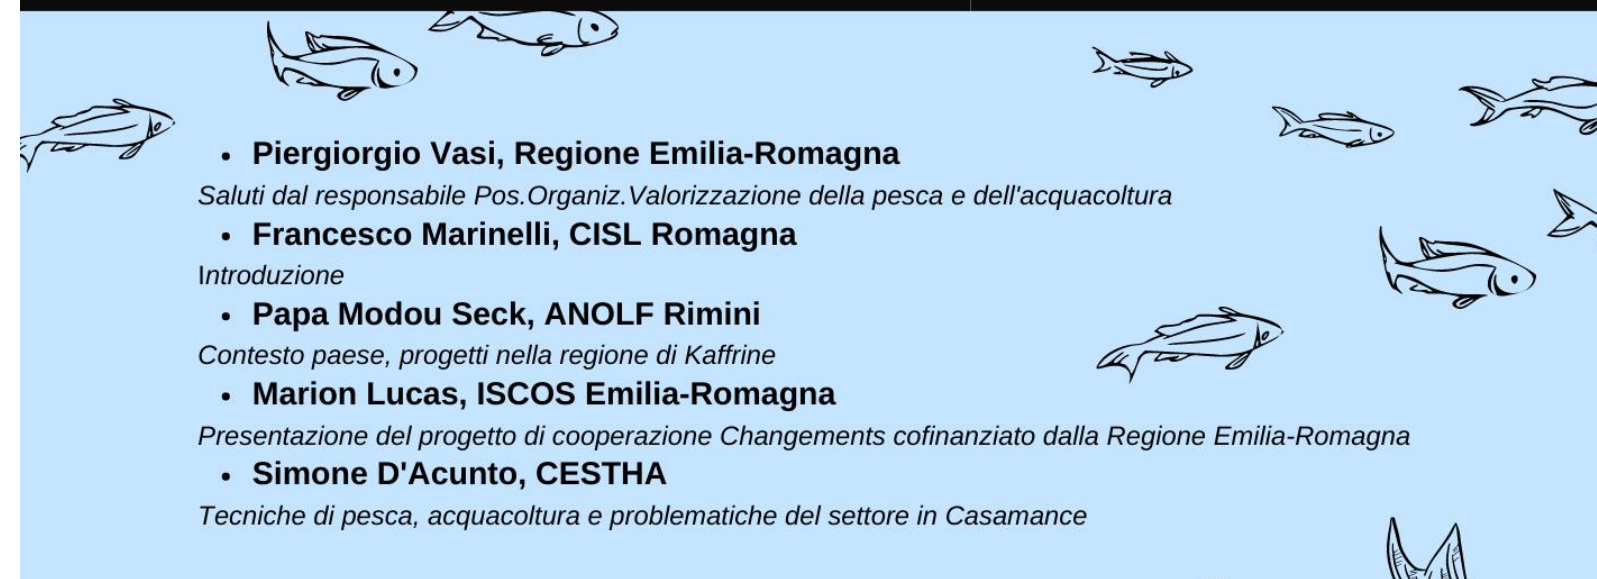 • Piergiorgio Vasi, Regione Emilia-Romagna
Saluti dal responsabile Pos.Organiz.Valorizzazione della pesca e dell'acquacoltura
• Francesco Marinelli, CISL Romagna
Introduzione
• Papa Modou Seck, ANOLF Rimini
Contesto paese, progetti nella regione di Kaffrine
• Marion Lucas, ISCOS Emilia-Romagna
Presentazione del progetto di cooperazione Changements cofinanziato dalla Regione Emilia-Romagna
• Simone D'Acunto, CESTHA
Tecniche di pesca, acquacoltura e problematiche del settore in Casamance